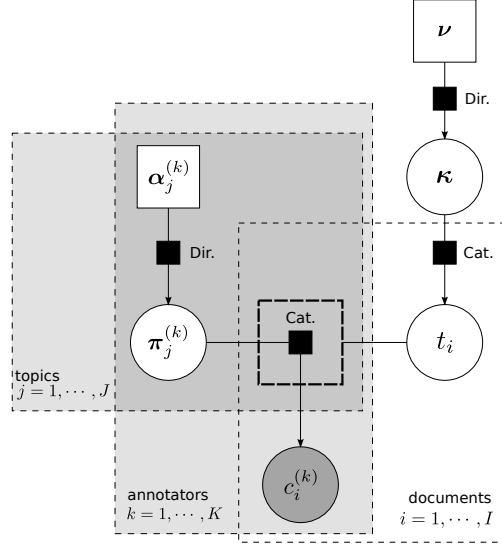 ν
Dir.
κ
Cat.
α_j^{(k)}
Dir.
Cat.
π_j^{(k)}
t_i
topics
j = 1, ⋯ , J
c_i^{(k)}
annotators
k = 1, ⋯ , K
documents
i = 1, ⋯ , I